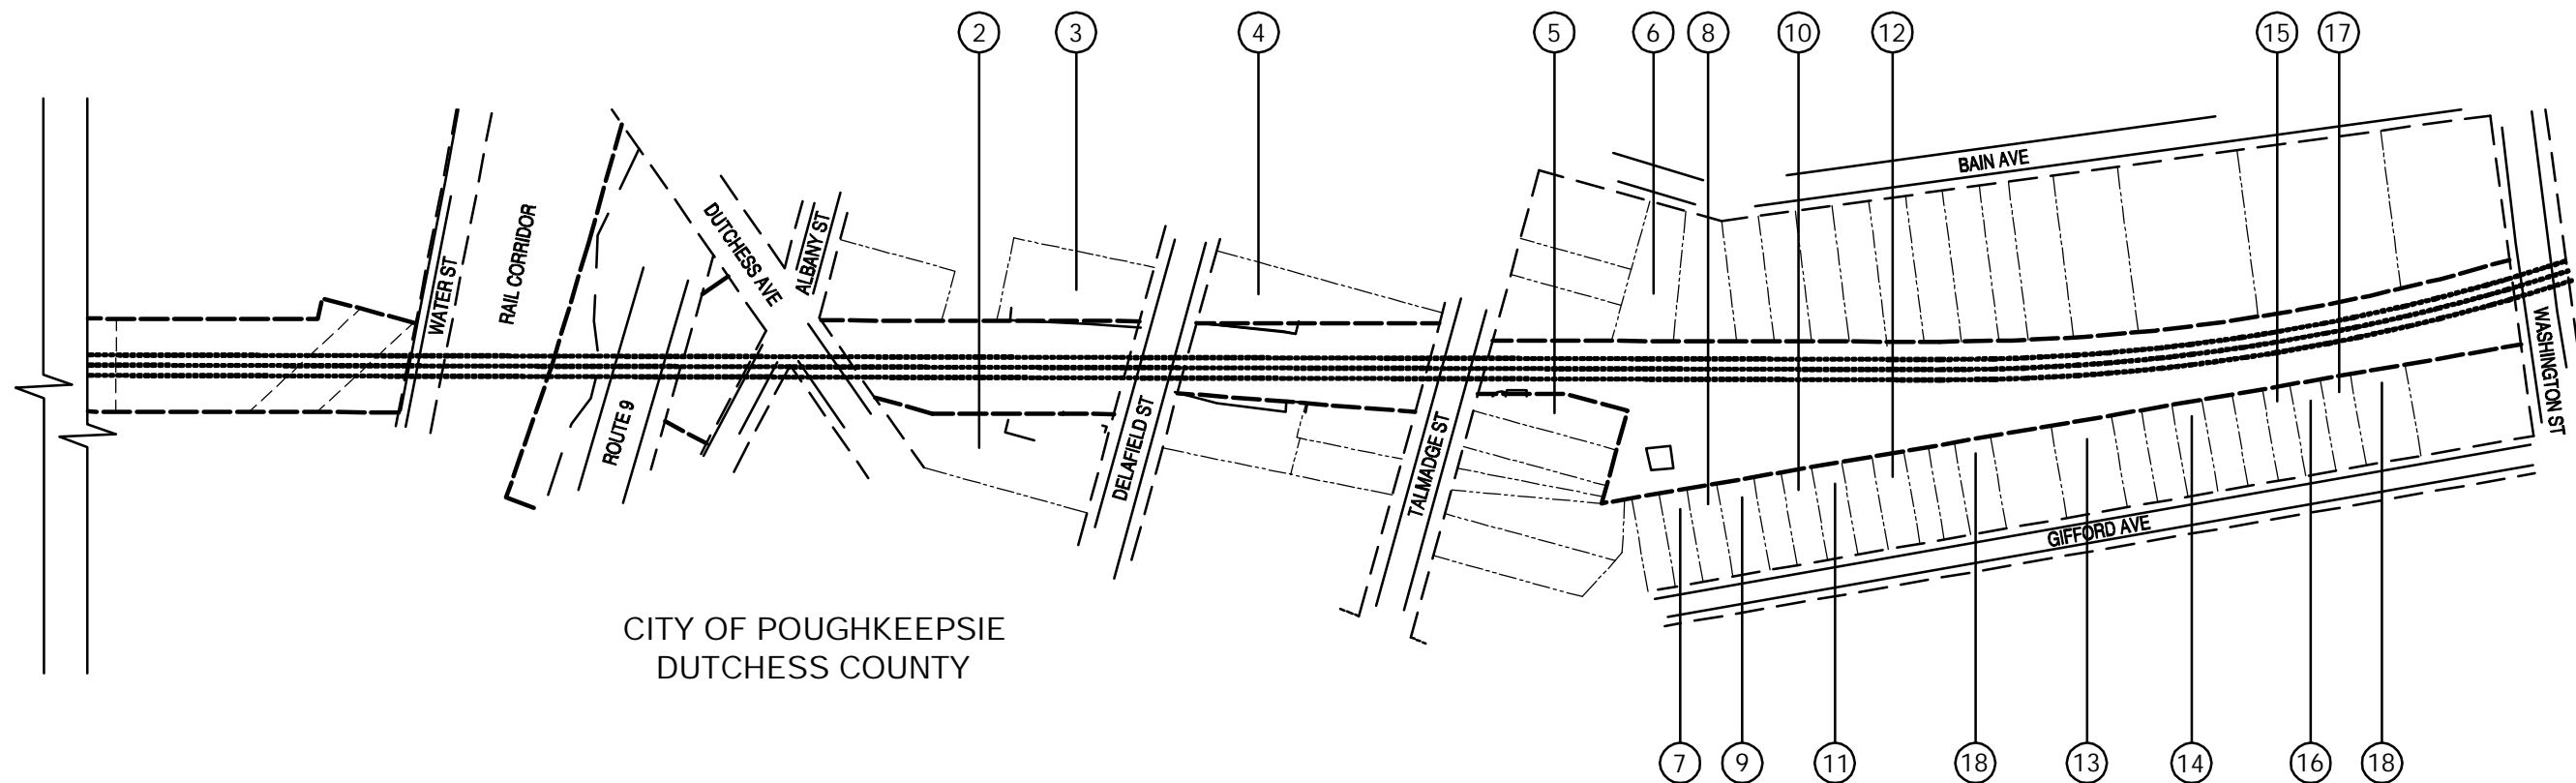 2
3
4
5
6
8
10
12
15
17
BAIN AVE
DUTCHESS AVE
ALBANY ST
WATER ST
RAIL CORRIDOR
WASHINGTON ST
ROUTE 9
DELAFIELD ST
TALMADGE ST
GIFFORD AVE
CITY OF POUGHKEEPSIE
DUTCHESS COUNTY
7
9
11
18
13
14
16
18